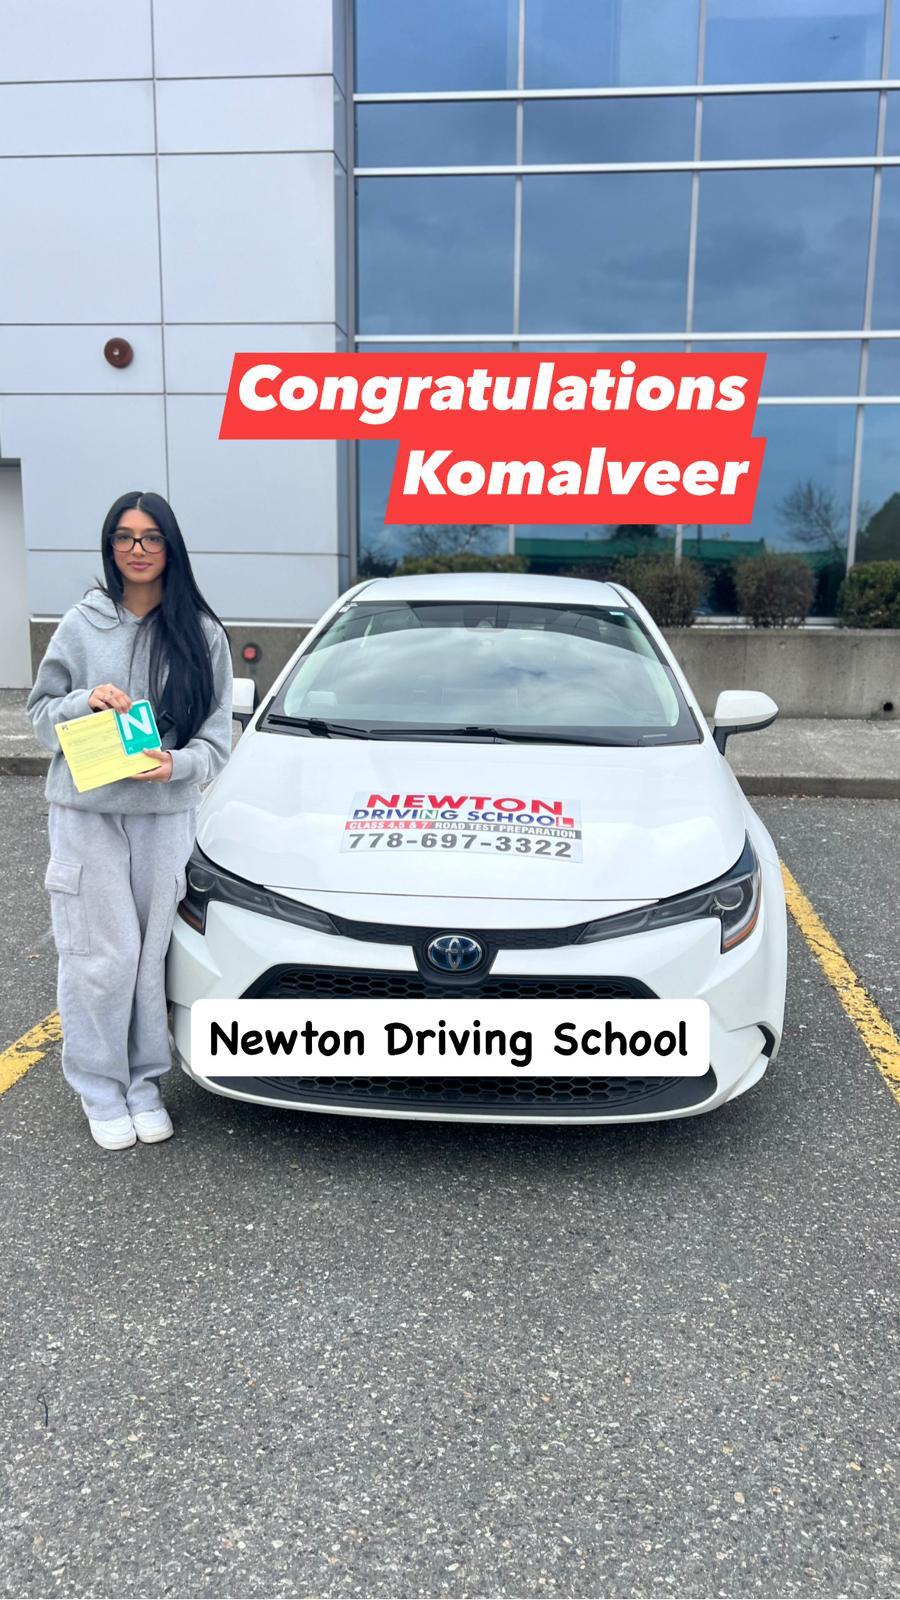 Congratulations
Komalveer
N
NEWTON
DRIVING SCHOOL
CLASS 4,5 & 7 ROAD TEST PREPARATION
778-697-3322
Newton Driving School